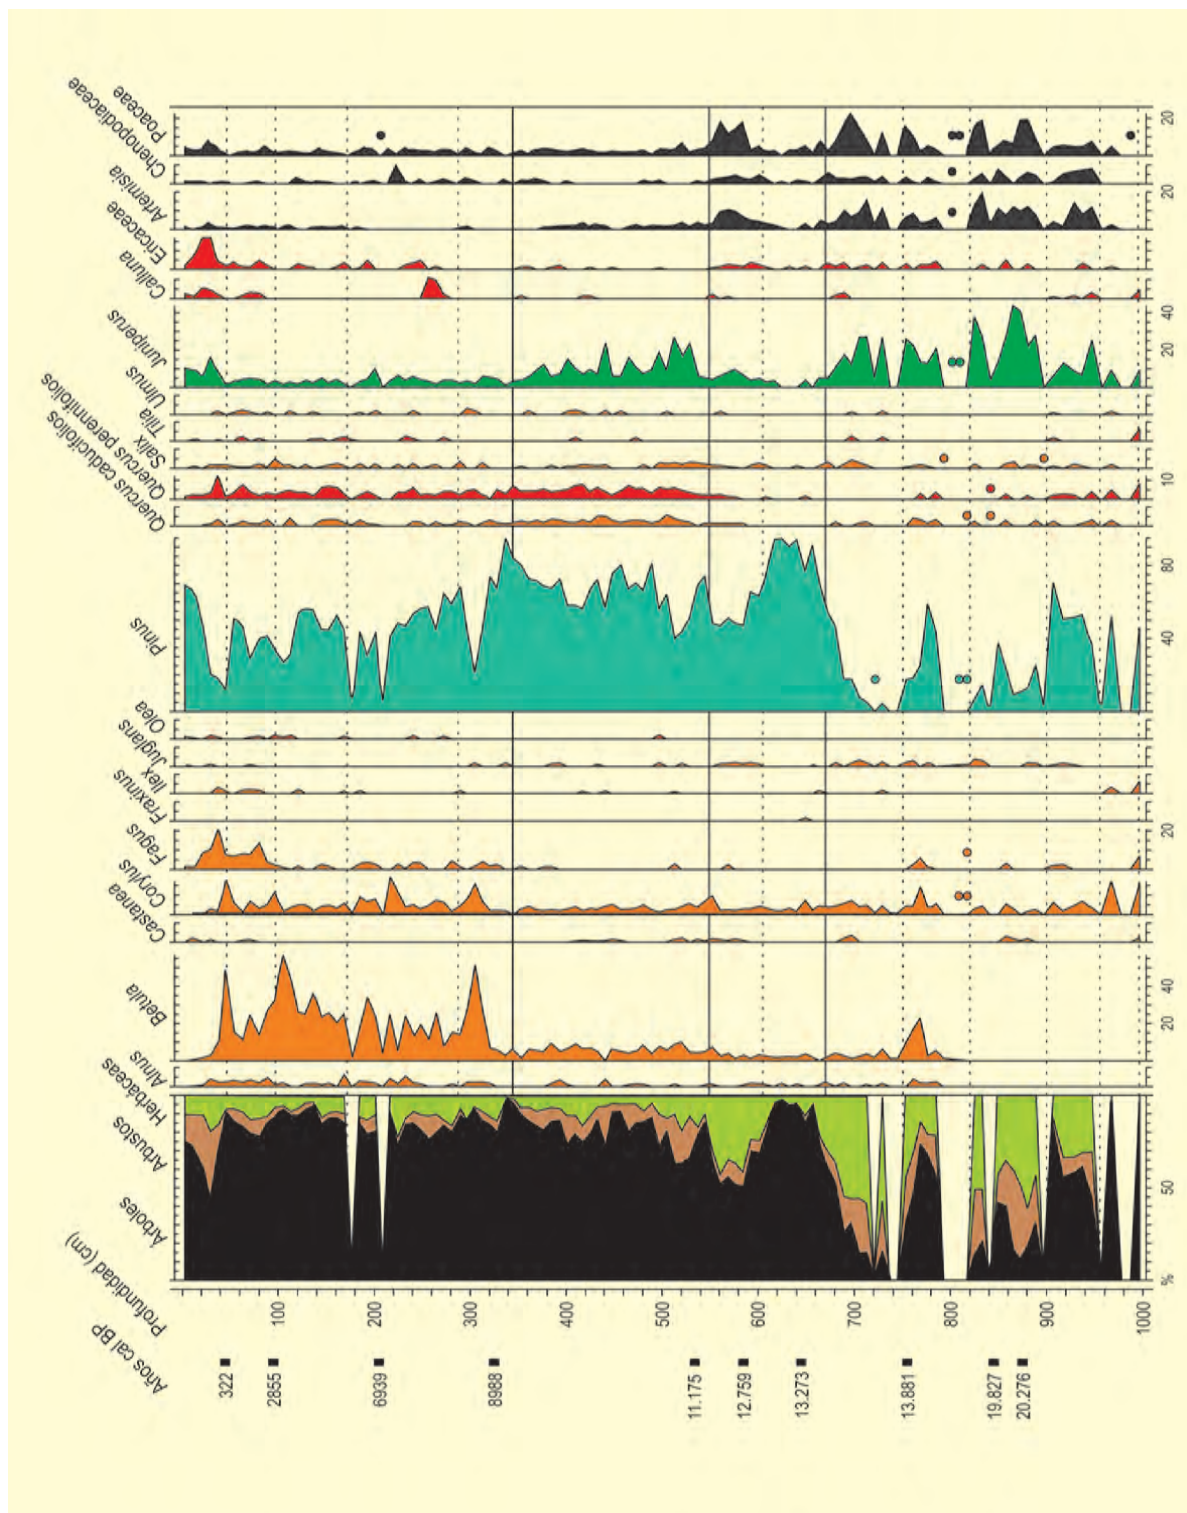 Años cal BP
Profundidad (cm)
Árboles
Arbustos
Herbáceas
Alnus
Betula
Castanea
Corylus
Fagus
Fraxinus
Ilex
Juglans
Olea
Pinus
Quercus caducifolios
Quercus perennifolios
Salix
Tilia
Ulmus
Juniperus
Calluna
Ericaceae
Artemisia
Chenopodiaceae
Poaceae
322
2855
6939
8988
11.175
12.759
13.273
13.881
19.827
20.276
100
200
300
400
500
600
700
800
900
1000
%
50
20
40
20
40
80
10
20
40
20
20